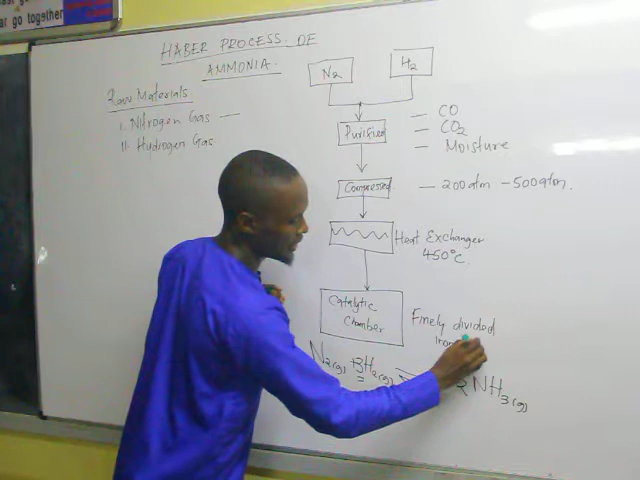 ar go together
HABER PROCESS OF
AMMONIA.
Raw Materials
I. Nitrogen Gas —
II. Hydrogen Gas
N2
H2
Purified
— CO
— CO2
— Moisture
Compressed
— 200atm - 500atm.
Heat Exchanger
450°C.
Catalytic
Chamber
Finely divided
Iron
N2(g) + 3H2(g) ⇌ 2NH3(g)